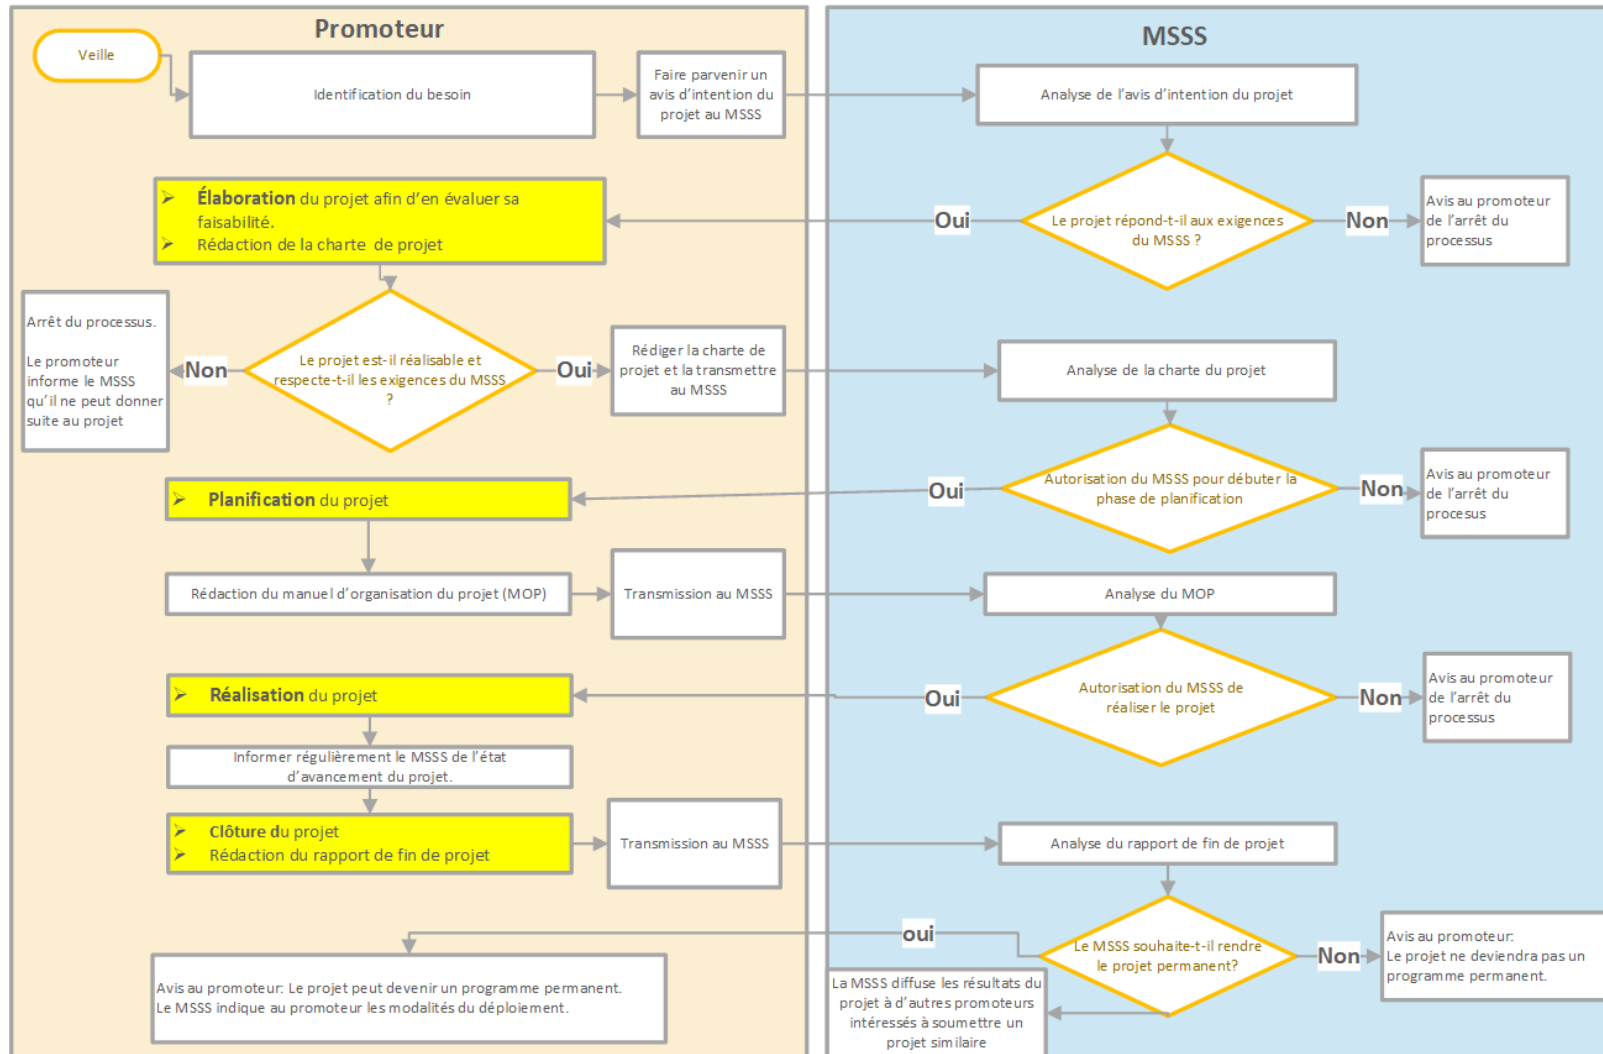 Promoteur
MSSS
Veille
Identification du besoin
Faire parvenir un
avis d'intention du
projet au MSSS
Analyse de l'avis d'intention du projet
➢ Élaboration du projet afin d'en évaluer sa
faisabilité.
➢ Rédaction de la charte de projet
Oui
Le projet répond-t-il aux exigences
du MSSS ?
Non
Avis au promoteur
de l'arrêt du
processus
Arrêt du processus.
Le promoteur
informe le MSSS
qu'il ne peut donner
suite au projet
Non
Le projet est-il réalisable et
respecte-t-il les exigences du MSSS
?
Oui
Rédiger la charte de
projet et la transmettre
au MSSS
Analyse de la charte du projet
➢ Planification du projet
Oui
Autorisation du MSSS pour débuter la
phase de planification
Non
Avis au promoteur
de l'arrêt du
procesus
Rédaction du manuel d'organisation du projet (MOP)
Transmission au MSSS
Analyse du MOP
➢ Réalisation du projet
Oui
Autorisation du MSSS de
réaliser le projet
Non
Avis au promoteur
de l'arrêt du
processus
Informer régulièrement le MSSS de l'état
d'avancement du projet.
➢ Clôture du projet
➢ Rédaction du rapport de fin de projet
Transmission au MSSS
Analyse du rapport de fin de projet
oui
Le MSSS souhaite-t-il rendre
le projet permanent?
Non
Avis au promoteur:
Le projet ne deviendra pas un
programme permanent.
Avis au promoteur: Le projet peut devenir un programme permanent.
Le MSSS indique au promoteur les modalités du déploiement.
La MSSS diffuse les résultats du
projet à d'autres promoteurs
intéressés à soumettre un
projet similaire